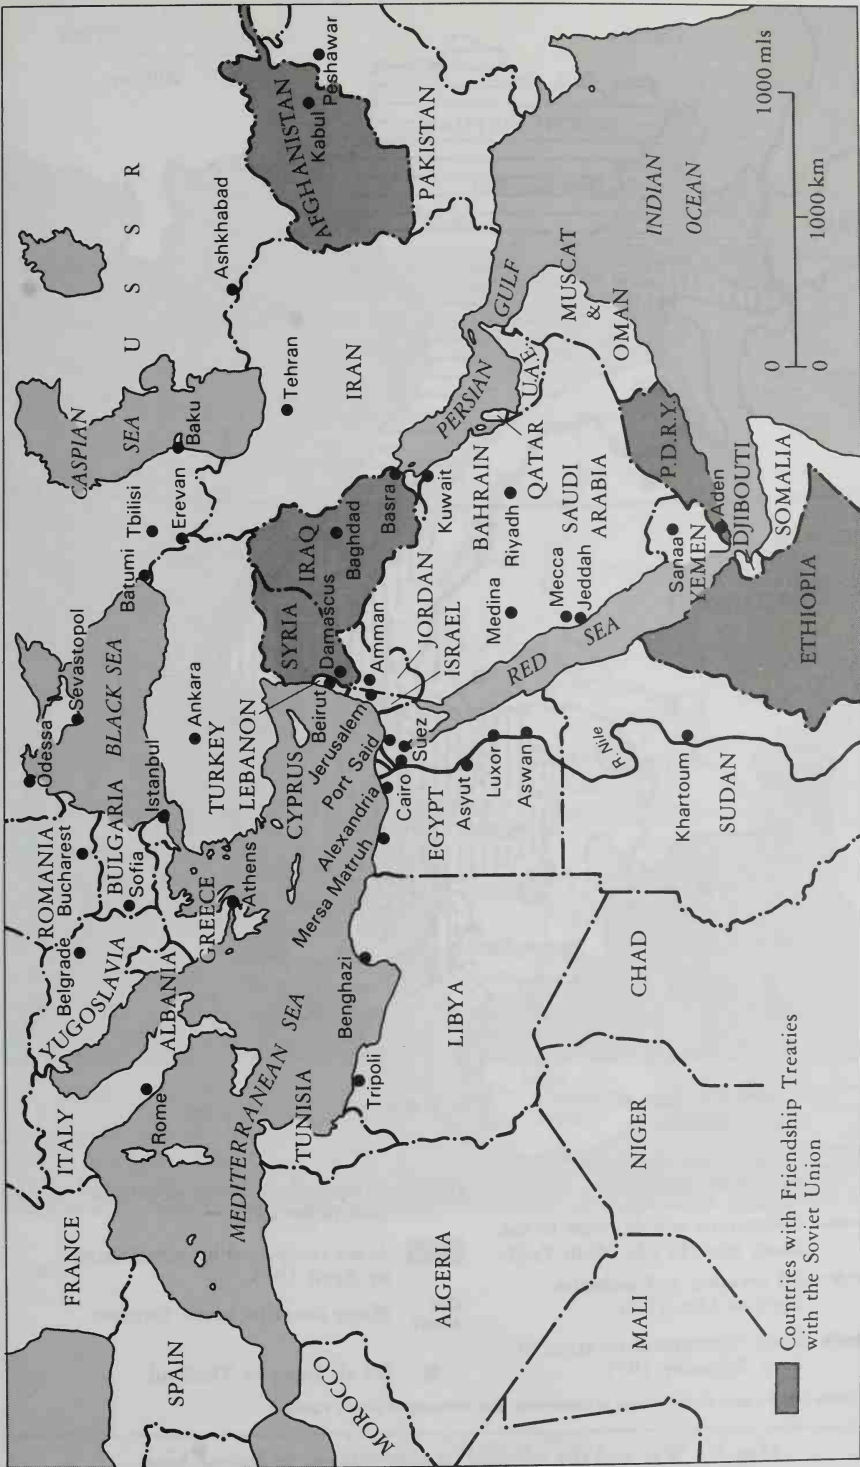 FRANCE
SPAIN
MOROCCO
ITALY
Rome
YUGOSLAVIA
Belgrade
ROMANIA
Bucharest
BULGARIA
Sofia
ALBANIA
GREECE
Athens
Istanbul
MEDITERRANEAN SEA
TUNISIA
Tripoli
Benghazi
ALGERIA
LIBYA
MALI
NIGER
CHAD
Odessa
Sevastopol
BLACK SEA
Batumi
Tbilisi
Erevan
Baku
CASPIAN
SEA
U S S R
Ashkhabad
TURKEY
Ankara
LEBANON
CYPRUS
Beirut
Jerusalem
Port Said
Alexandria
Mersa Matruh
Cairo
Suez
EGYPT
Asyut
Luxor
Aswan
R Nile
Khartoum
SUDAN
SYRIA
Damascus
Amman
JORDAN
ISRAEL
IRAQ
Baghdad
Basra
Kuwait
Tehran
IRAN
AFGHANISTAN
Kabul
Peshawar
PAKISTAN
PERSIAN GULF
BAHRAIN
QATAR
U.A.E.
MUSCAT
&
OMAN
Riyadh
SAUDI
ARABIA
Medina
Mecca
Jeddah
RED SEA
Sanaa
YEMEN
P.D.R.Y.
Aden
DJIBOUTI
SOMALIA
ETHIOPIA
INDIAN
OCEAN
0 1000 mls
0 1000 km
Countries with Friendship Treaties
with the Soviet Union